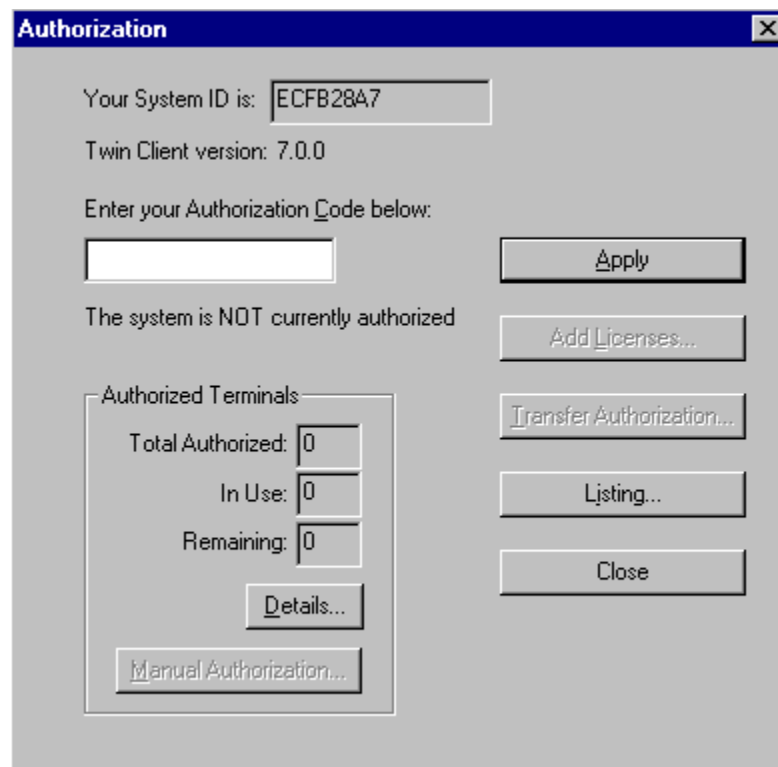 Authorization
Your System ID is: ECFB28A7
Twin Client version: 7.0.0
Enter your Authorization Code below:
Apply
The system is NOT currently authorized
Add Licenses...
Authorized Terminals
Transfer Authorization...
Total Authorized: 0
In Use: 0
Listing...
Remaining: 0
Close
Details...
Manual Authorization...